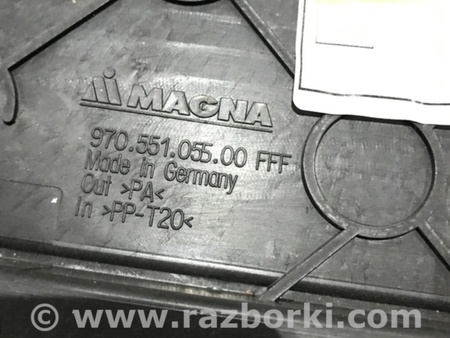 MAGNA
970.551.055.00 FFF
Made in Germany
Out >PA<
In >PP-T20<
© www.razborki.com